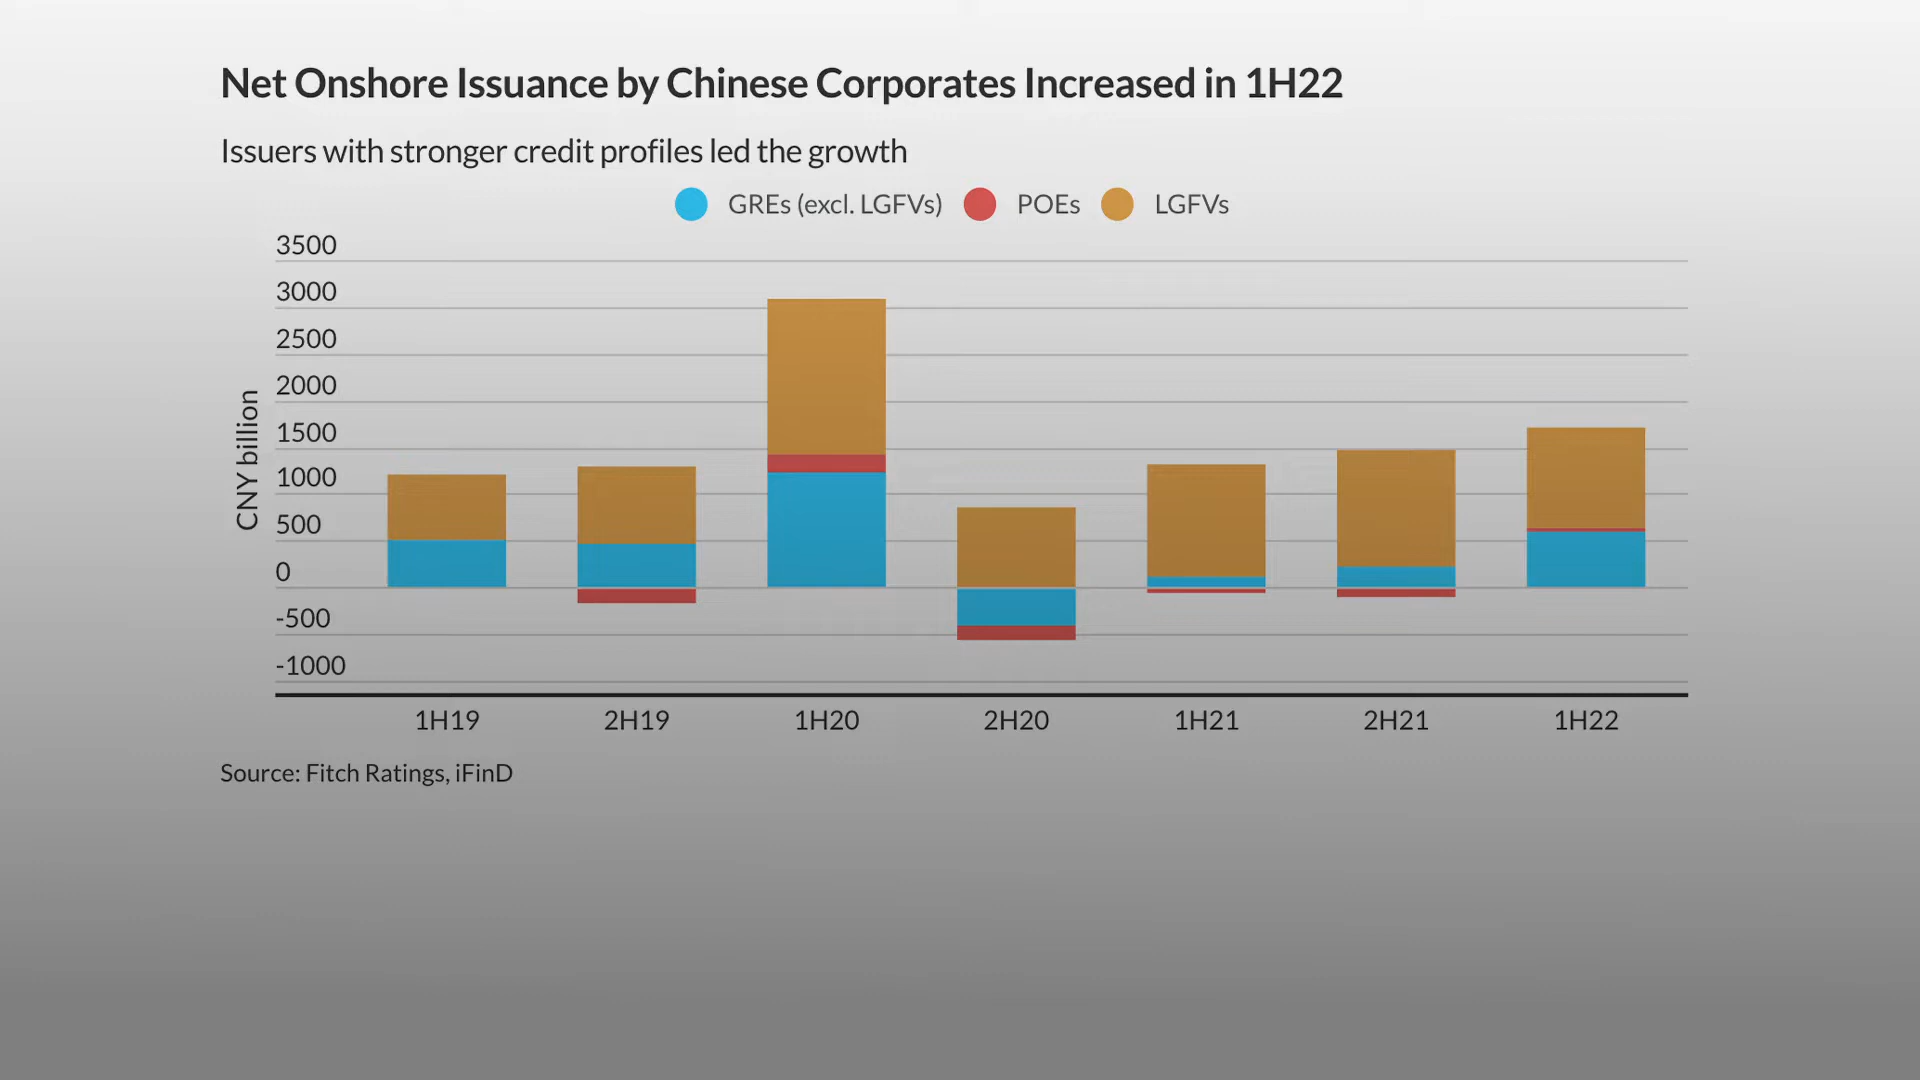 Net Onshore Issuance by Chinese Corporates Increased in 1H22
Issuers with stronger credit profiles led the growth
GREs (excl. LGFVs) POEs LGFVs
3500
3000
2500
2000
1500
1000
500
0
-500
-1000
CNY billion
1H19 2H19 1H20 2H20 1H21 2H21 1H22
Source: Fitch Ratings, iFinD